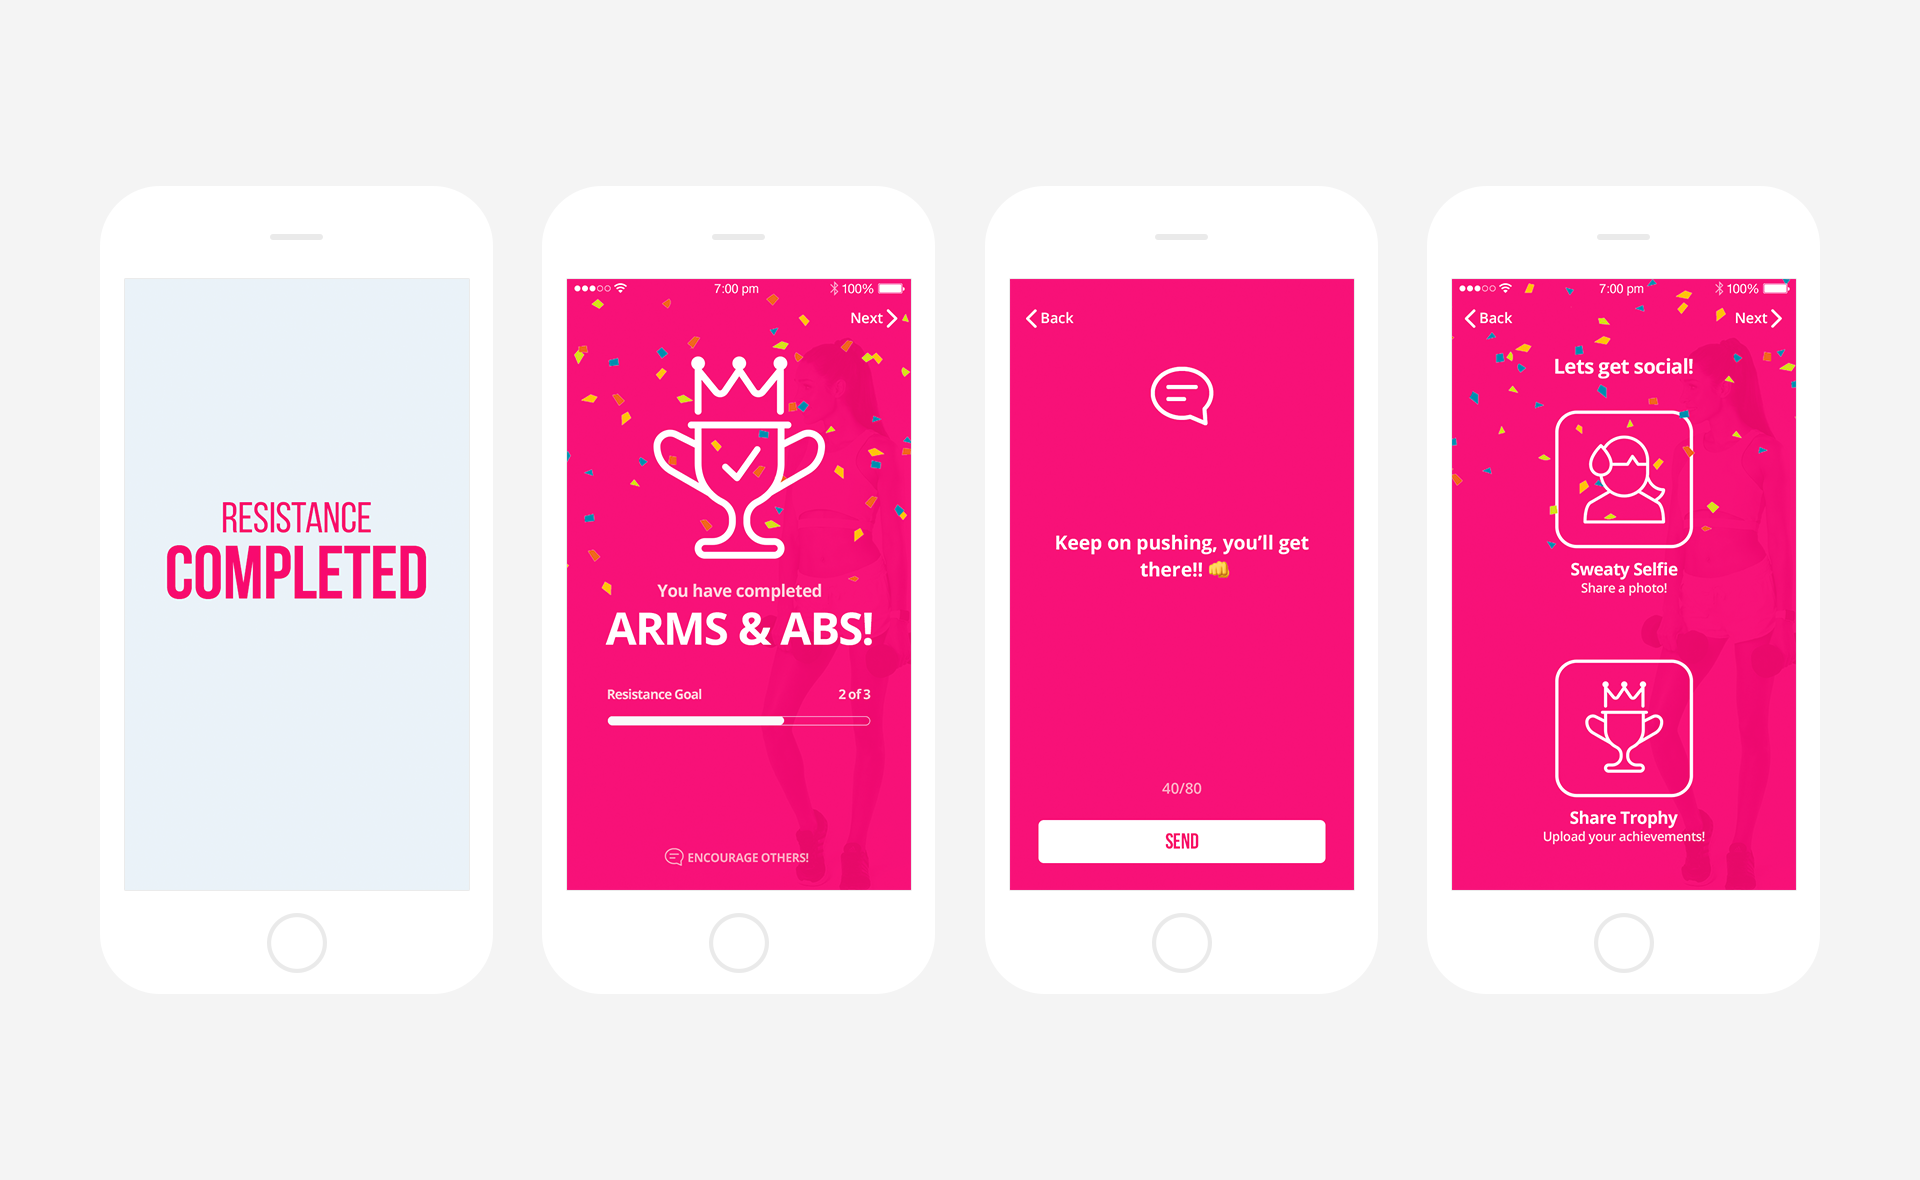 RESISTANCE
COMPLETED
7:00 pm
100%
Next
You have completed
ARMS & ABS!
Resistance Goal
2 of 3
ENCOURAGE OTHERS!
Back
Keep on pushing, you’ll get
there!! 👊
40/80
SEND
7:00 pm
100%
Back
Next
Lets get social!
Sweaty Selfie
Share a photo!
Share Trophy
Upload your achievements!